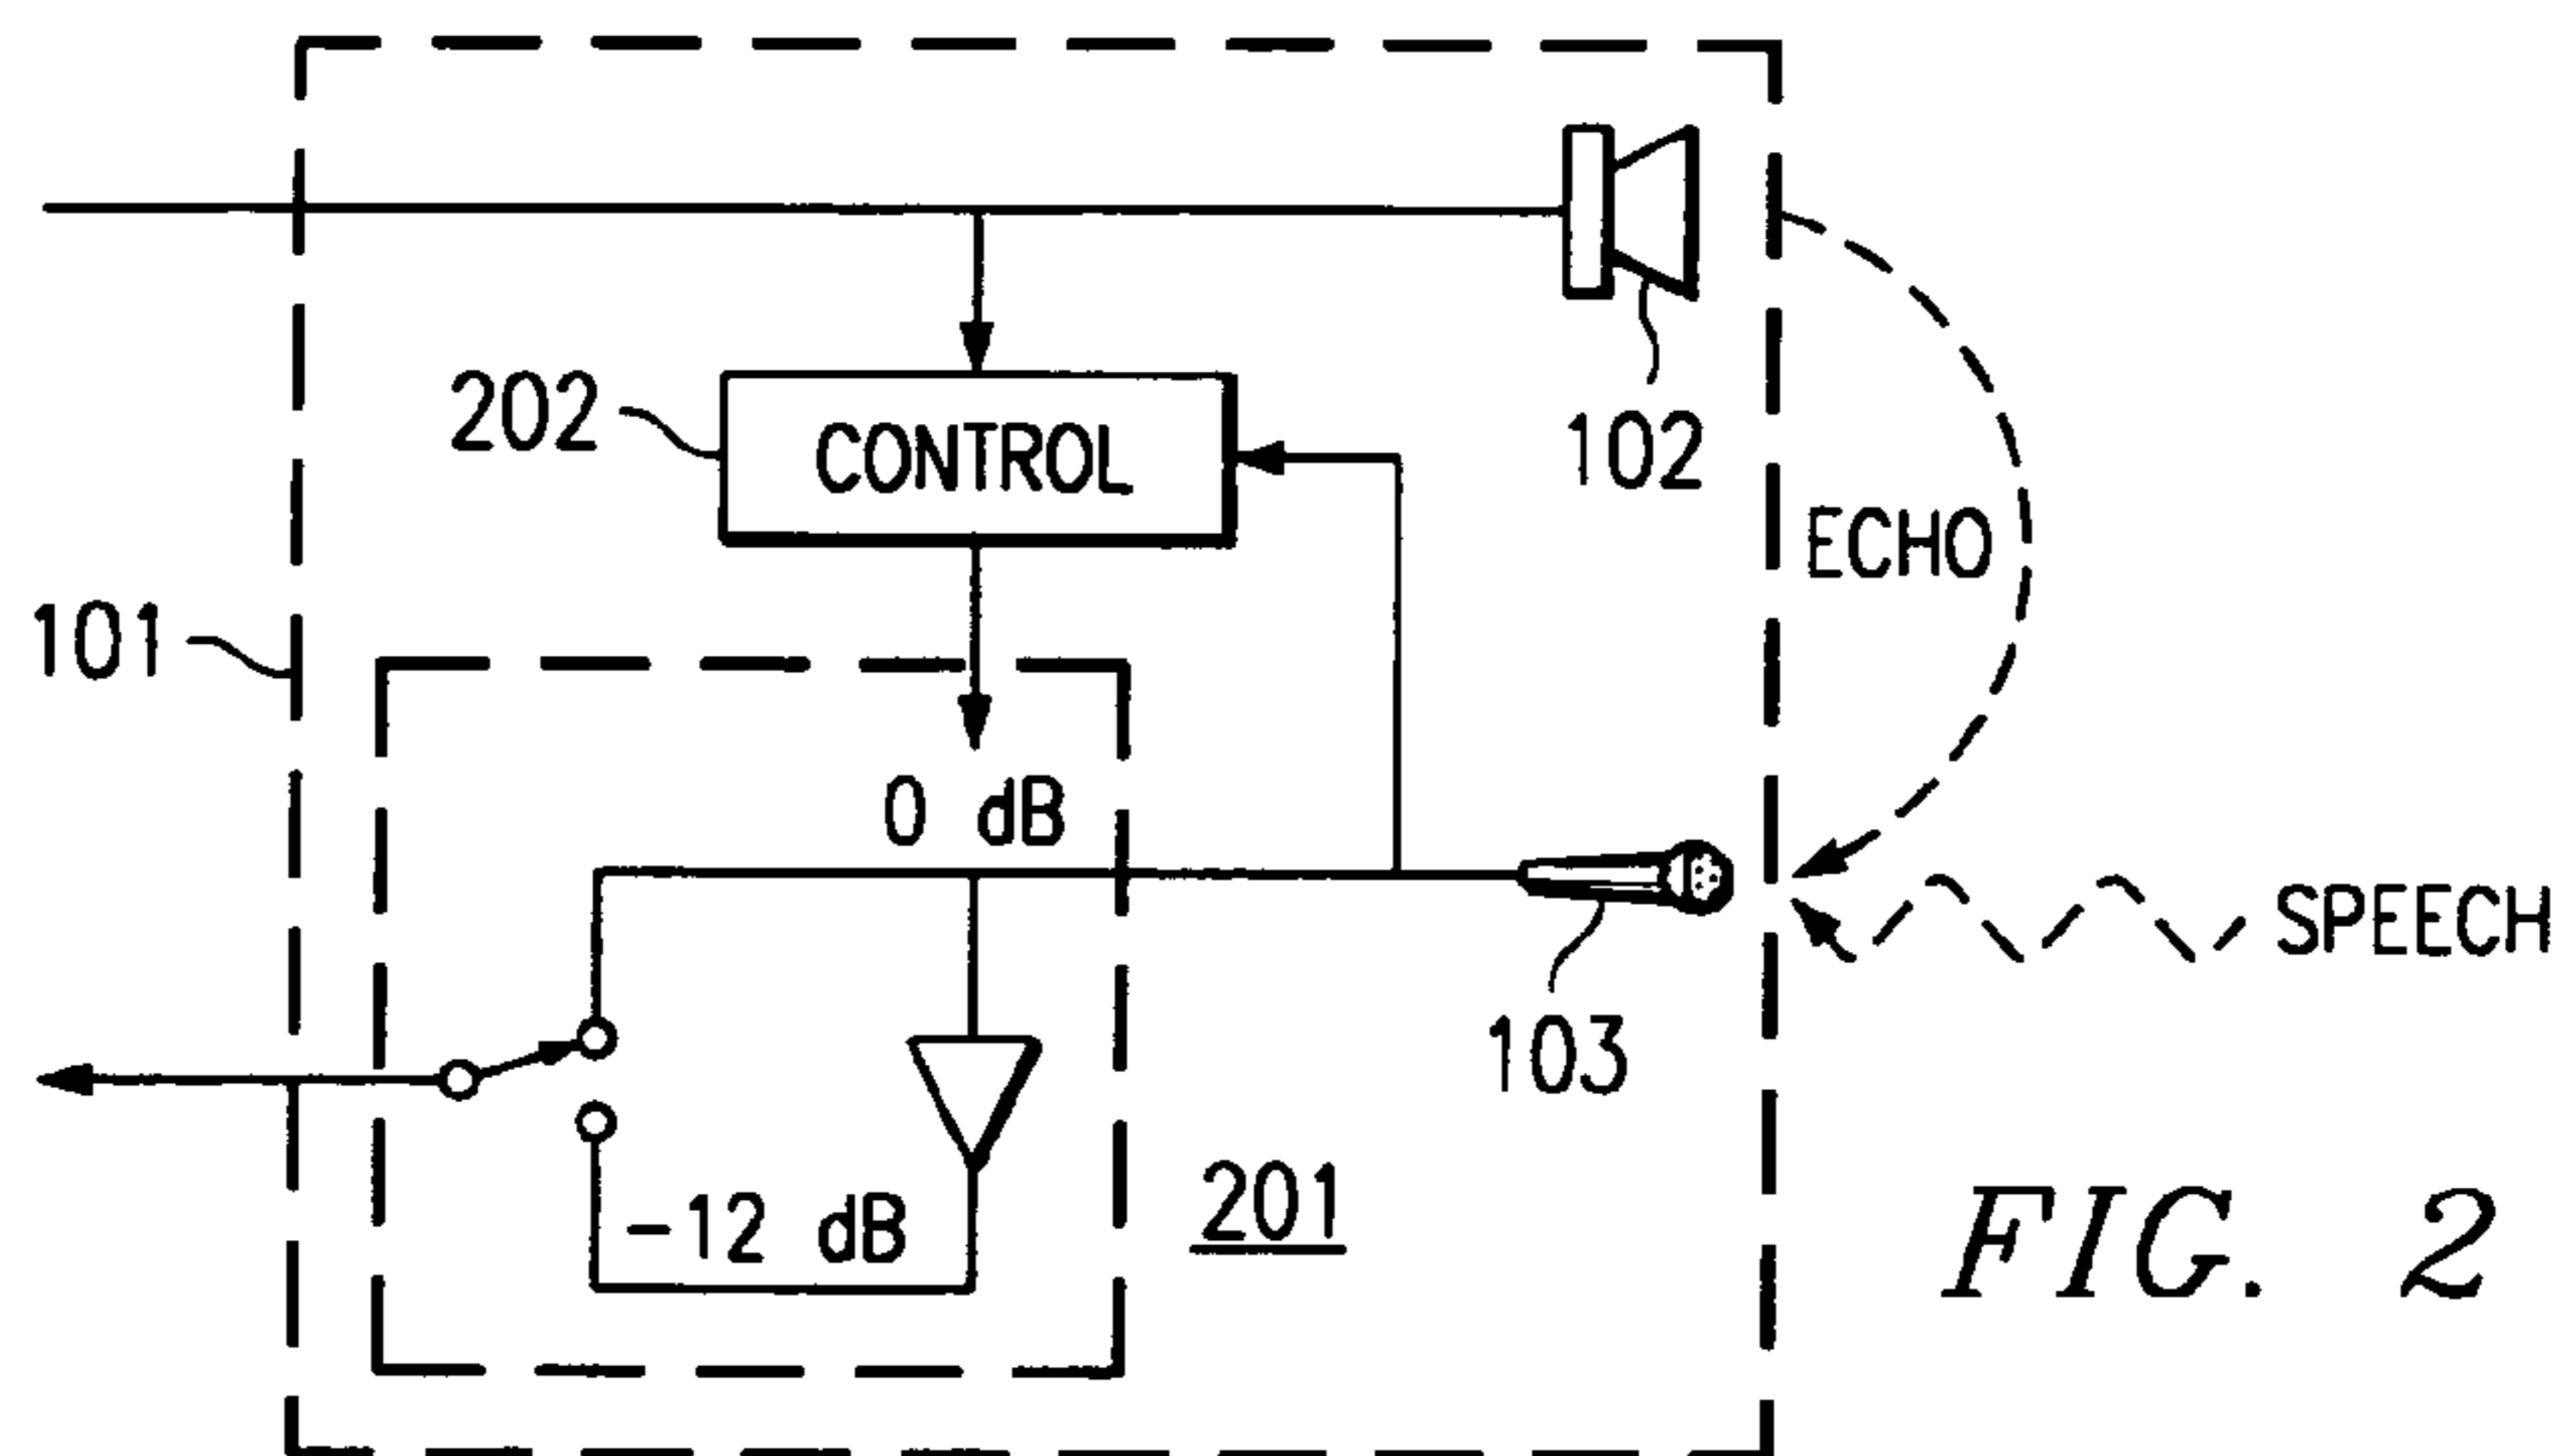 202
CONTROL
102
ECHO
101
0 dB
SPEECH
103
-12 dB
201
FIG. 2